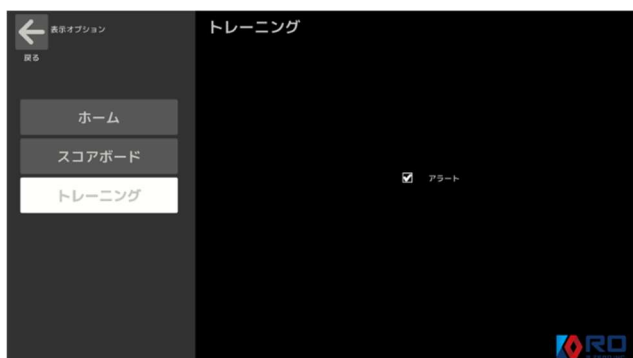 表示オプション
戻る
トレーニング
ホーム
スコアボード
トレーニング
アラート
RO